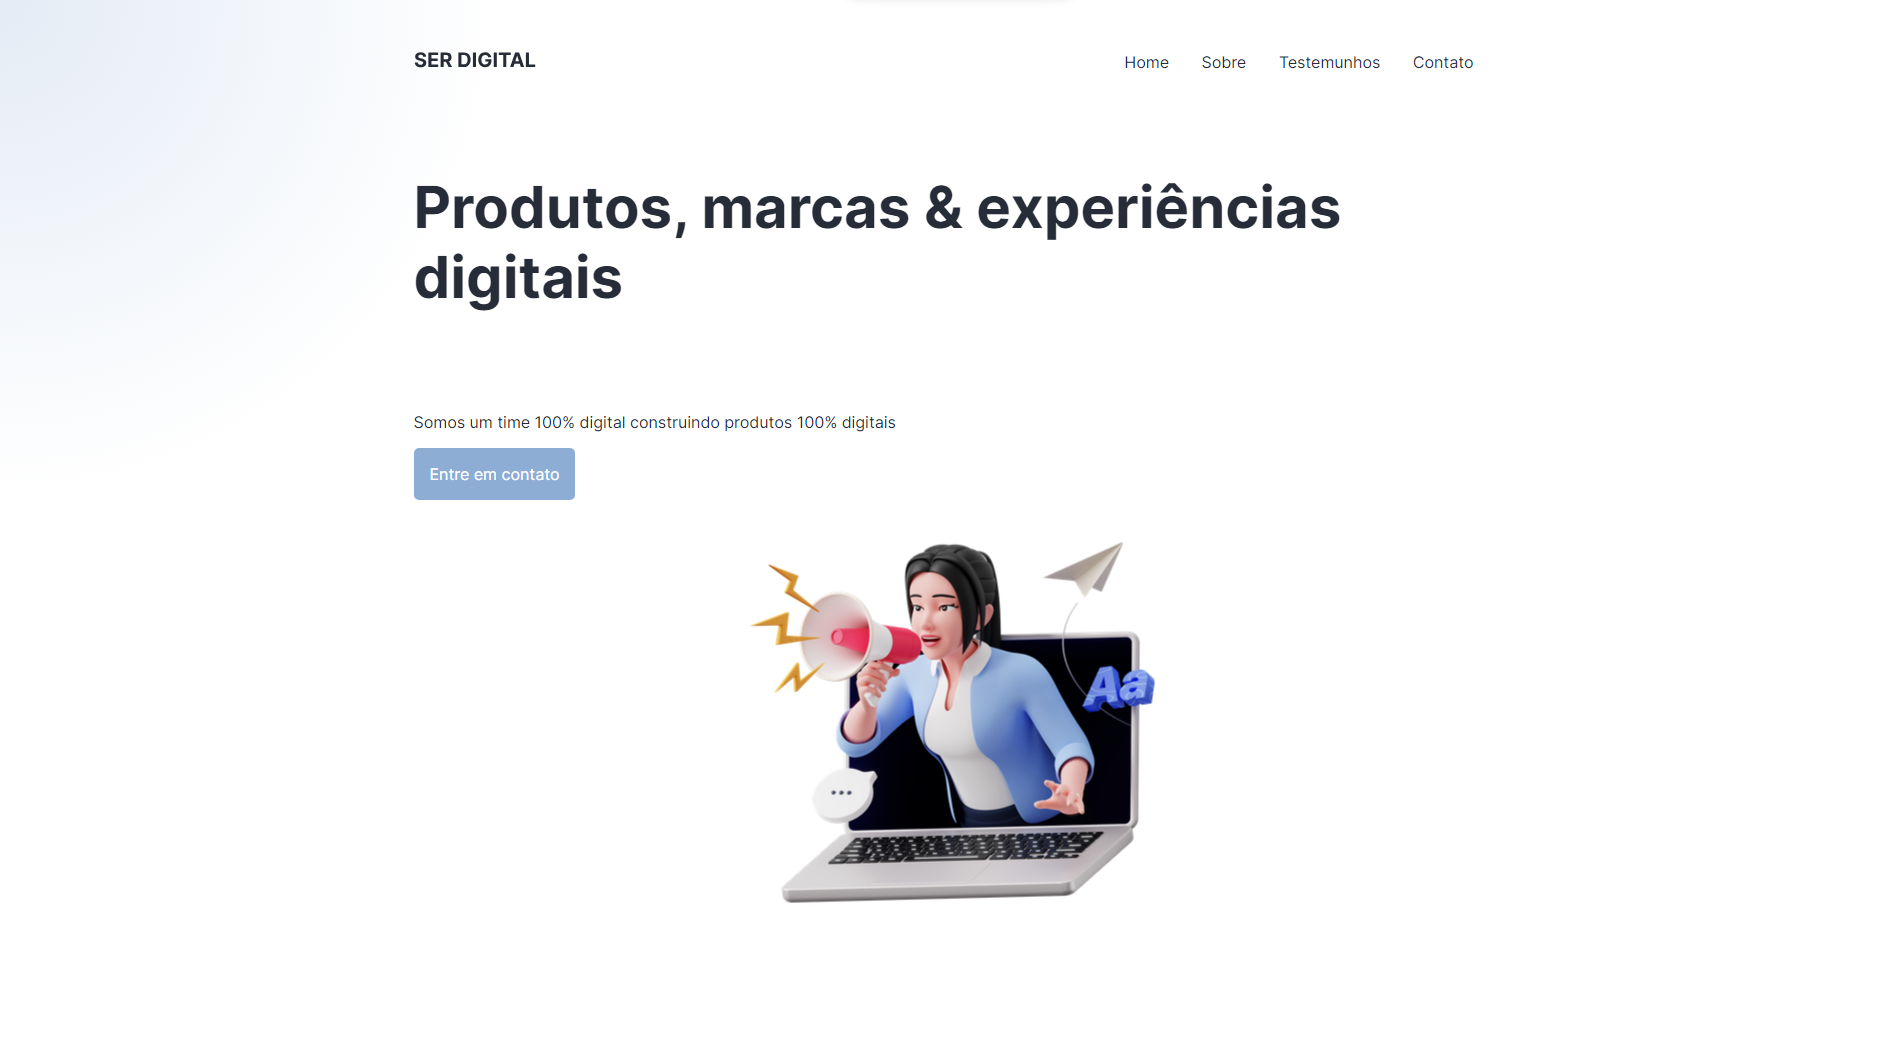 SER DIGITAL
Home Sobre Testemunhos Contato
Produtos, marcas & experiências
digitais
Somos um time 100% digital construindo produtos 100% digitais
Entre em contato
Aa